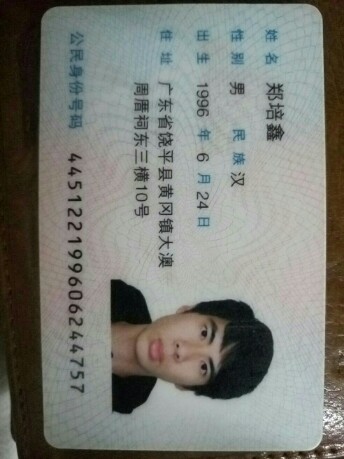 姓名 郑培鑫
性别 男 民族 汉
出生 1996 年 6 月 24 日
住址 广东省饶平县黄冈镇大澳
周厝祠东三横10号
公民身份号码 445122199606244757